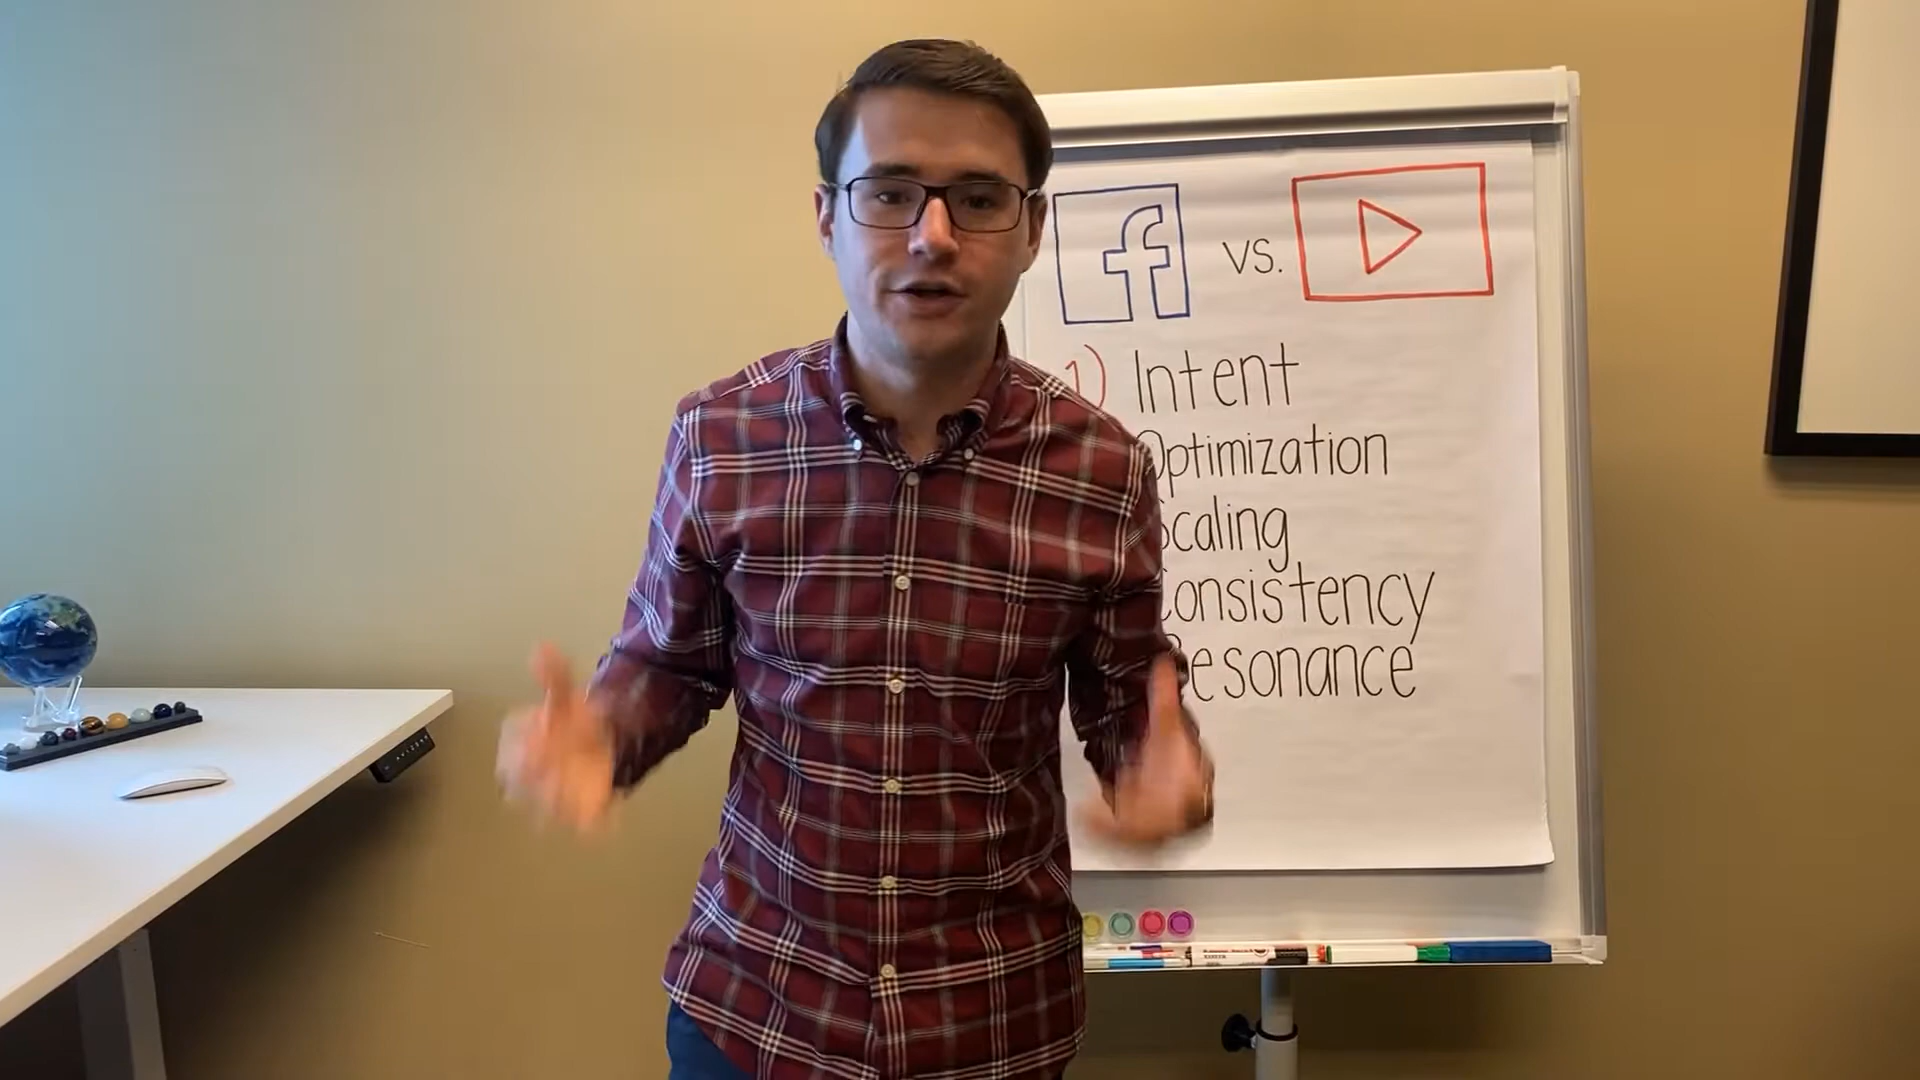 f vs.
1) Intent
Optimization
Scaling
Consistency
Resonance